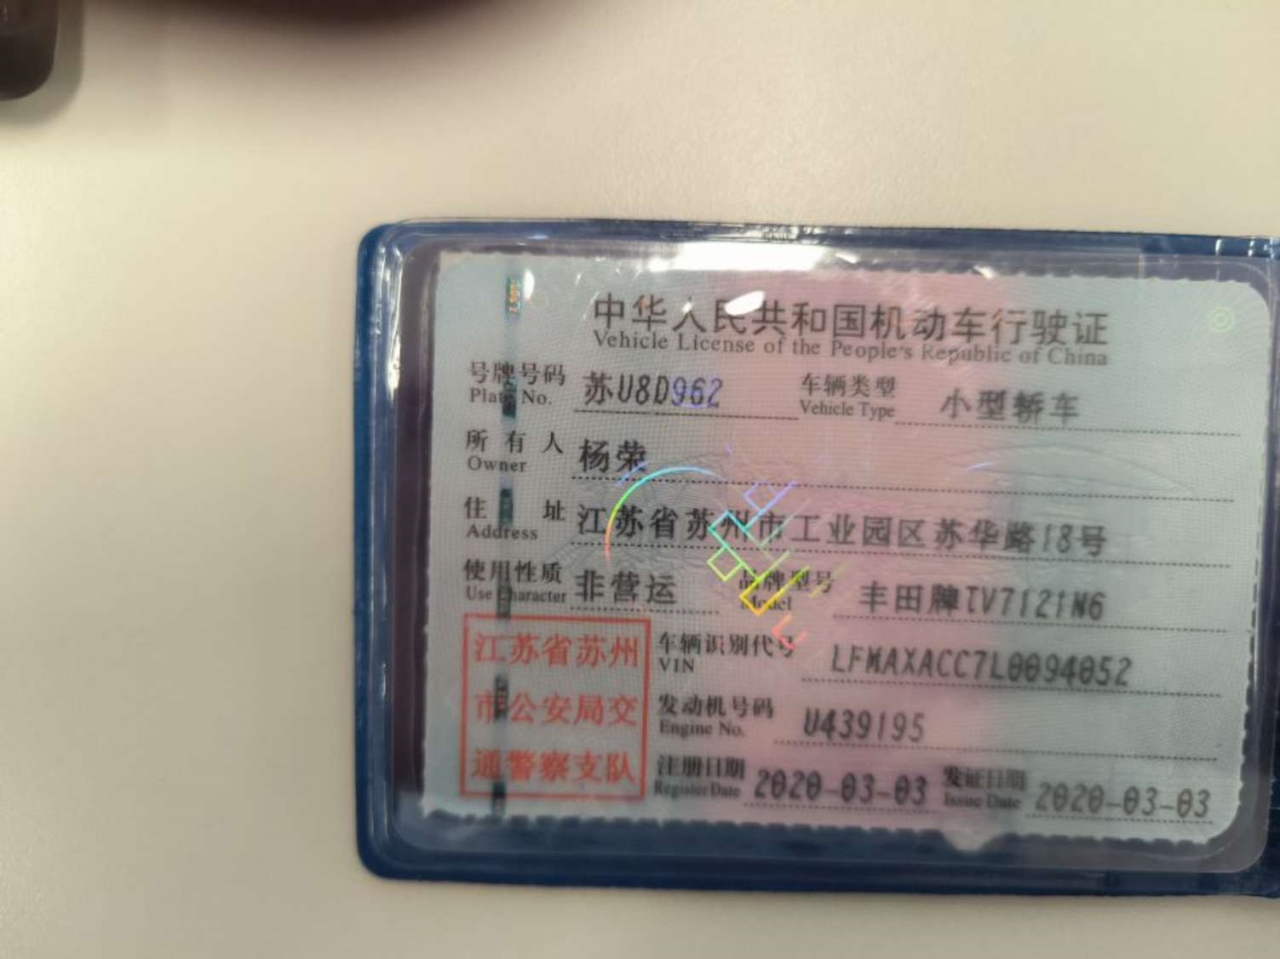 中华人民共和国机动车行驶证
Vehicle License of the People's Republic of China
号牌号码 苏U8D962 车辆类型 小型轿车
Plate No. Vehicle Type
所有人 杨荣
Owner
住址 江苏省苏州市工业园区苏华路18号
Address
使用性质 非营运 品牌型号 丰田牌TV7121N6
Use Character Model
江苏省苏州
市公安局交
通警察支队
车辆识别代号 LFMAXACC7L0094052
VIN
发动机号码 U439195
Engine No.
注册日期 2020-03-03 发证日期 2020-03-03
Register Date Issue Date